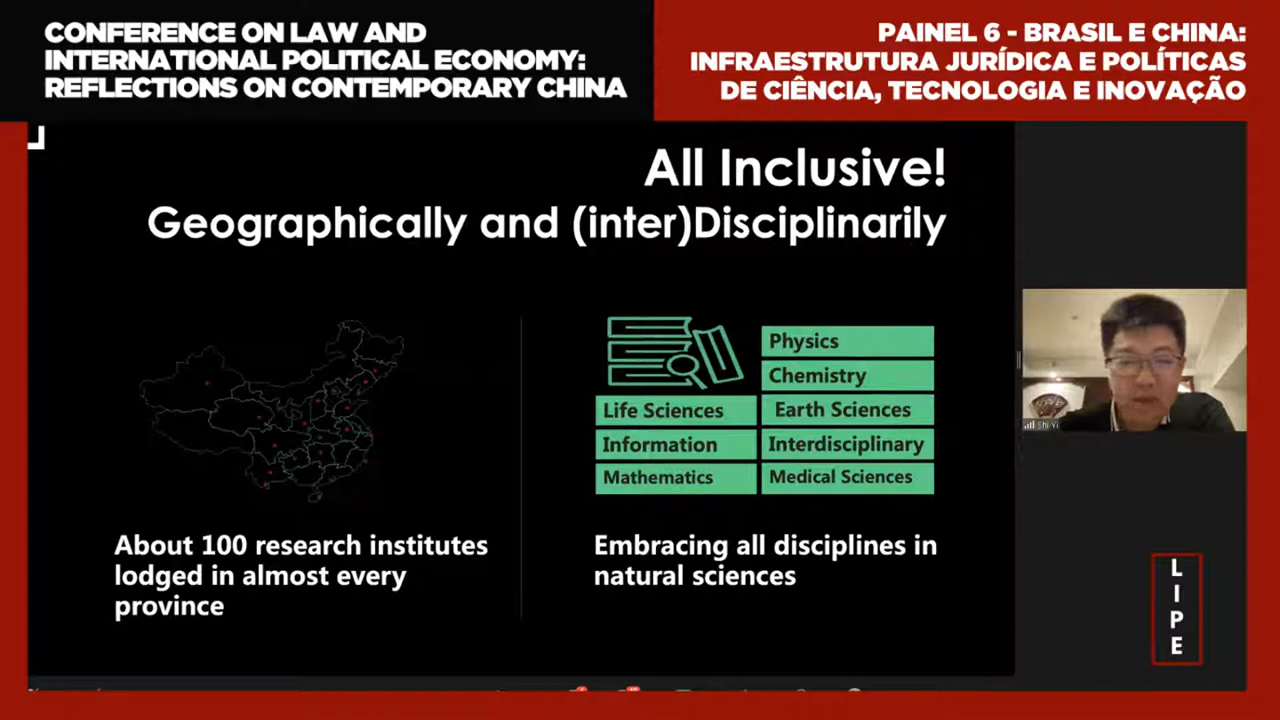 CONFERENCE ON LAW AND
INTERNATIONAL POLITICAL ECONOMY:
REFLECTIONS ON CONTEMPORARY CHINA
PAINEL 6 - BRASIL E CHINA:
INFRAESTRUTURA JURÍDICA E POLÍTICAS
DE CIÊNCIA, TECNOLOGIA E INOVAÇÃO
All Inclusive!
Geographically and (inter)Disciplinarily
About 100 research institutes
lodged in almost every
province
Physics
Chemistry
Life Sciences
Earth Sciences
Information
Interdisciplinary
Mathematics
Medical Sciences
Embracing all disciplines in
natural sciences
Shi Yi
L
I
P
E